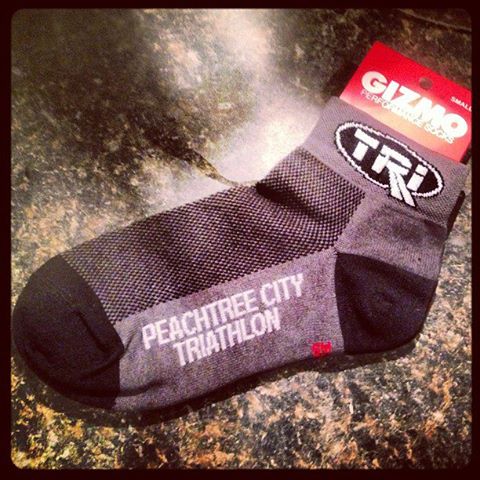 GIZMO
PERFORMANCE SOCKS
SMALL
TRi
PEACHTREE CITY
TRIATHLON